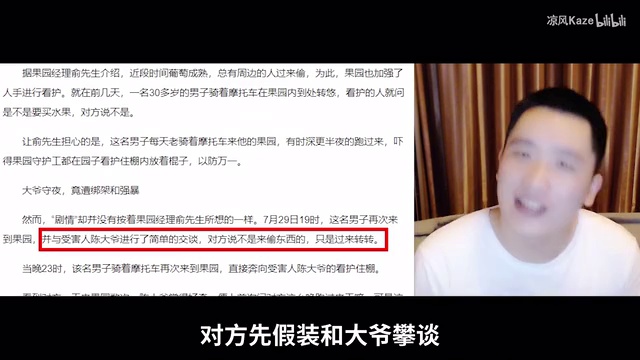 凉风Kaze bilibili
据果园经理俞先生介绍，近段时间葡萄成熟，总有周边的人过来偷，为此，果园也加强了
人手进行看护。就在前几天，一名30多岁的男子骑着摩托车在果园内到处转悠，看护的人就问
是不是要买水果，对方说不是。
让俞先生担心的是，这名男子每天老骑着摩托车来他的果园，有时深更半夜的跑过来，吓
得果园守护工都在园子看护住棚内放着棍子，以防万一。
大爷守夜，竟遭绑架和强暴
然而，“剧情”却并没有按着果园经理俞先生所想的一样。7月29日19时，这名男子再次来
到果园，并与受害人陈大爷进行了简单的交谈，对方说不是来偷东西的，只是过来转转。
当晚23时，该名男子骑着摩托车再次来到果园，直接奔向受害人陈大爷的看护住棚。
对方先假装和大爷攀谈